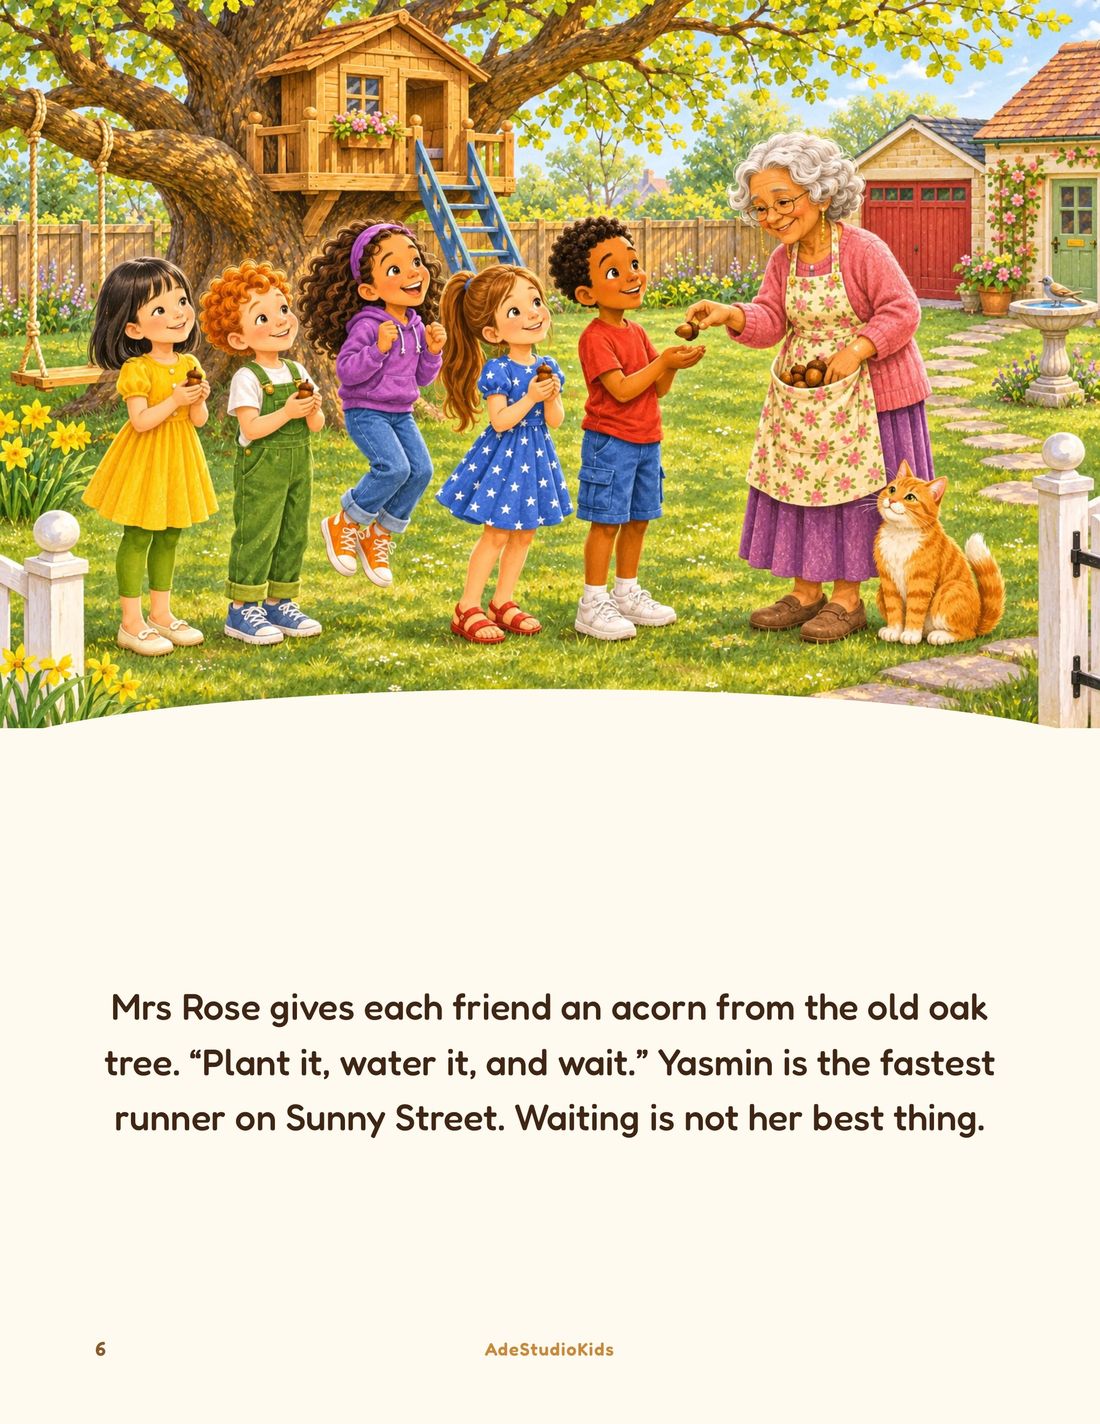 Mrs Rose gives each friend an acorn from the old oak
tree. “Plant it, water it, and wait.” Yasmin is the fastest
runner on Sunny Street. Waiting is not her best thing.
6
AdeStudioKids